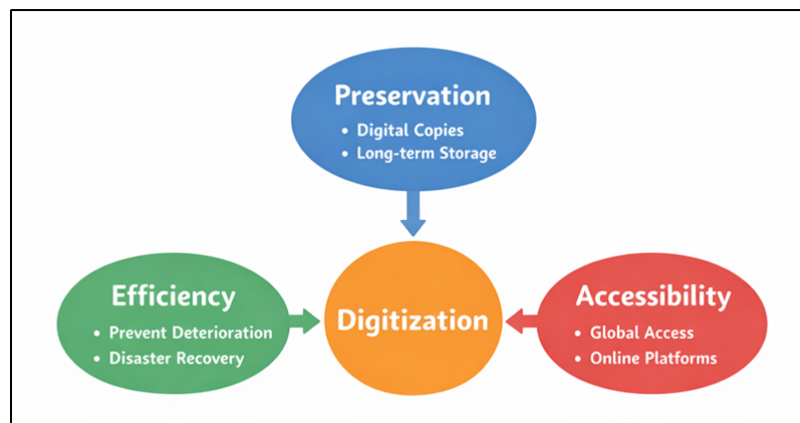 Preservation
• Digital Copies
• Long-term Storage
Efficiency
• Prevent Deterioration
• Disaster Recovery
Digitization
Accessibility
• Global Access
• Online Platforms